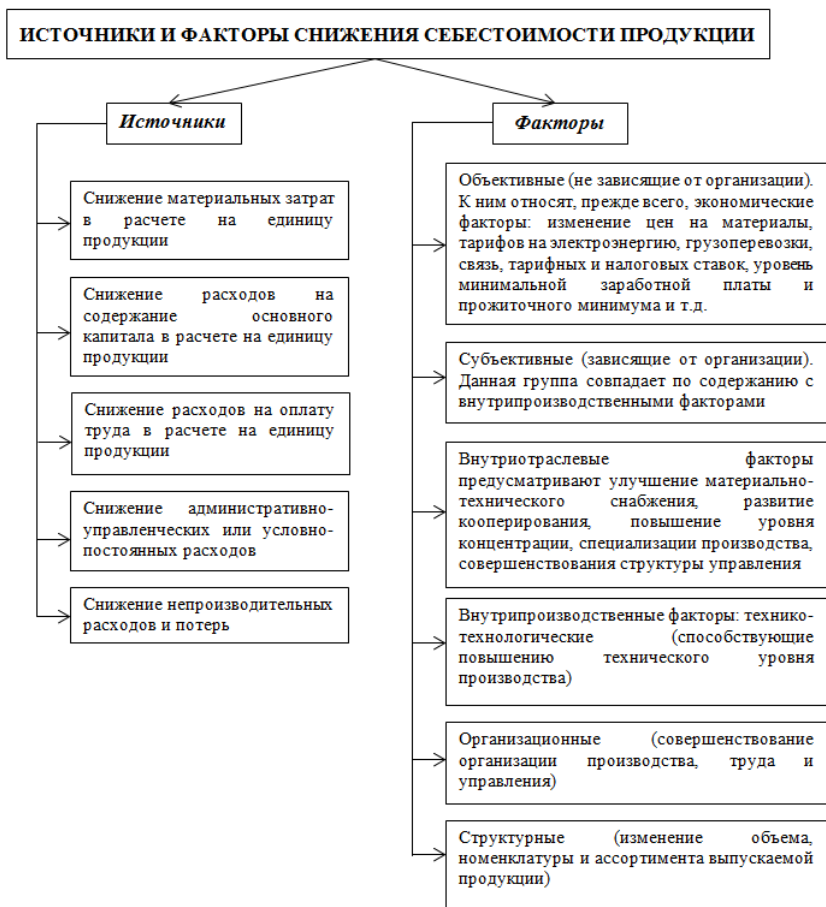 ИСТОЧНИКИ И ФАКТОРЫ СНИЖЕНИЯ СЕБЕСТОИМОСТИ ПРОДУКЦИИ
Источники
Снижение материальных затрат
в расчете на единицу
продукции
Снижение расходов на
содержание основного
капитала в расчете на единицу
продукции
Снижение расходов на оплату
труда в расчете на единицу
продукции
Снижение административно-
управленческих или условно-
постоянных расходов
Снижение непроизводительных
расходов и потерь
Факторы
Объективные (не зависящие от организации).
К ним относят, прежде всего, экономические
факторы: изменение цен на материалы,
тарифов на электроэнергию, грузоперевозки,
связь, тарифных и налоговых ставок, уровень
минимальной заработной платы и
прожиточного минимума и т.д.
Субъективные (зависящие от организации).
Данная группа совпадает по содержанию с
внутрипроизводственными факторами
Внутриотраслевые факторы
предусматривают улучшение материально-
технического снабжения, развитие
кооперирования, повышение уровня
концентрации, специализации производства,
совершенствования структуры управления
Внутрипроизводственные факторы: технико-
технологические (способствующие
повышению технического уровня
производства)
Организационные (совершенствование
организации производства, труда и
управления)
Структурные (изменение объема,
номенклатуры и ассортимента выпускаемой
продукции)